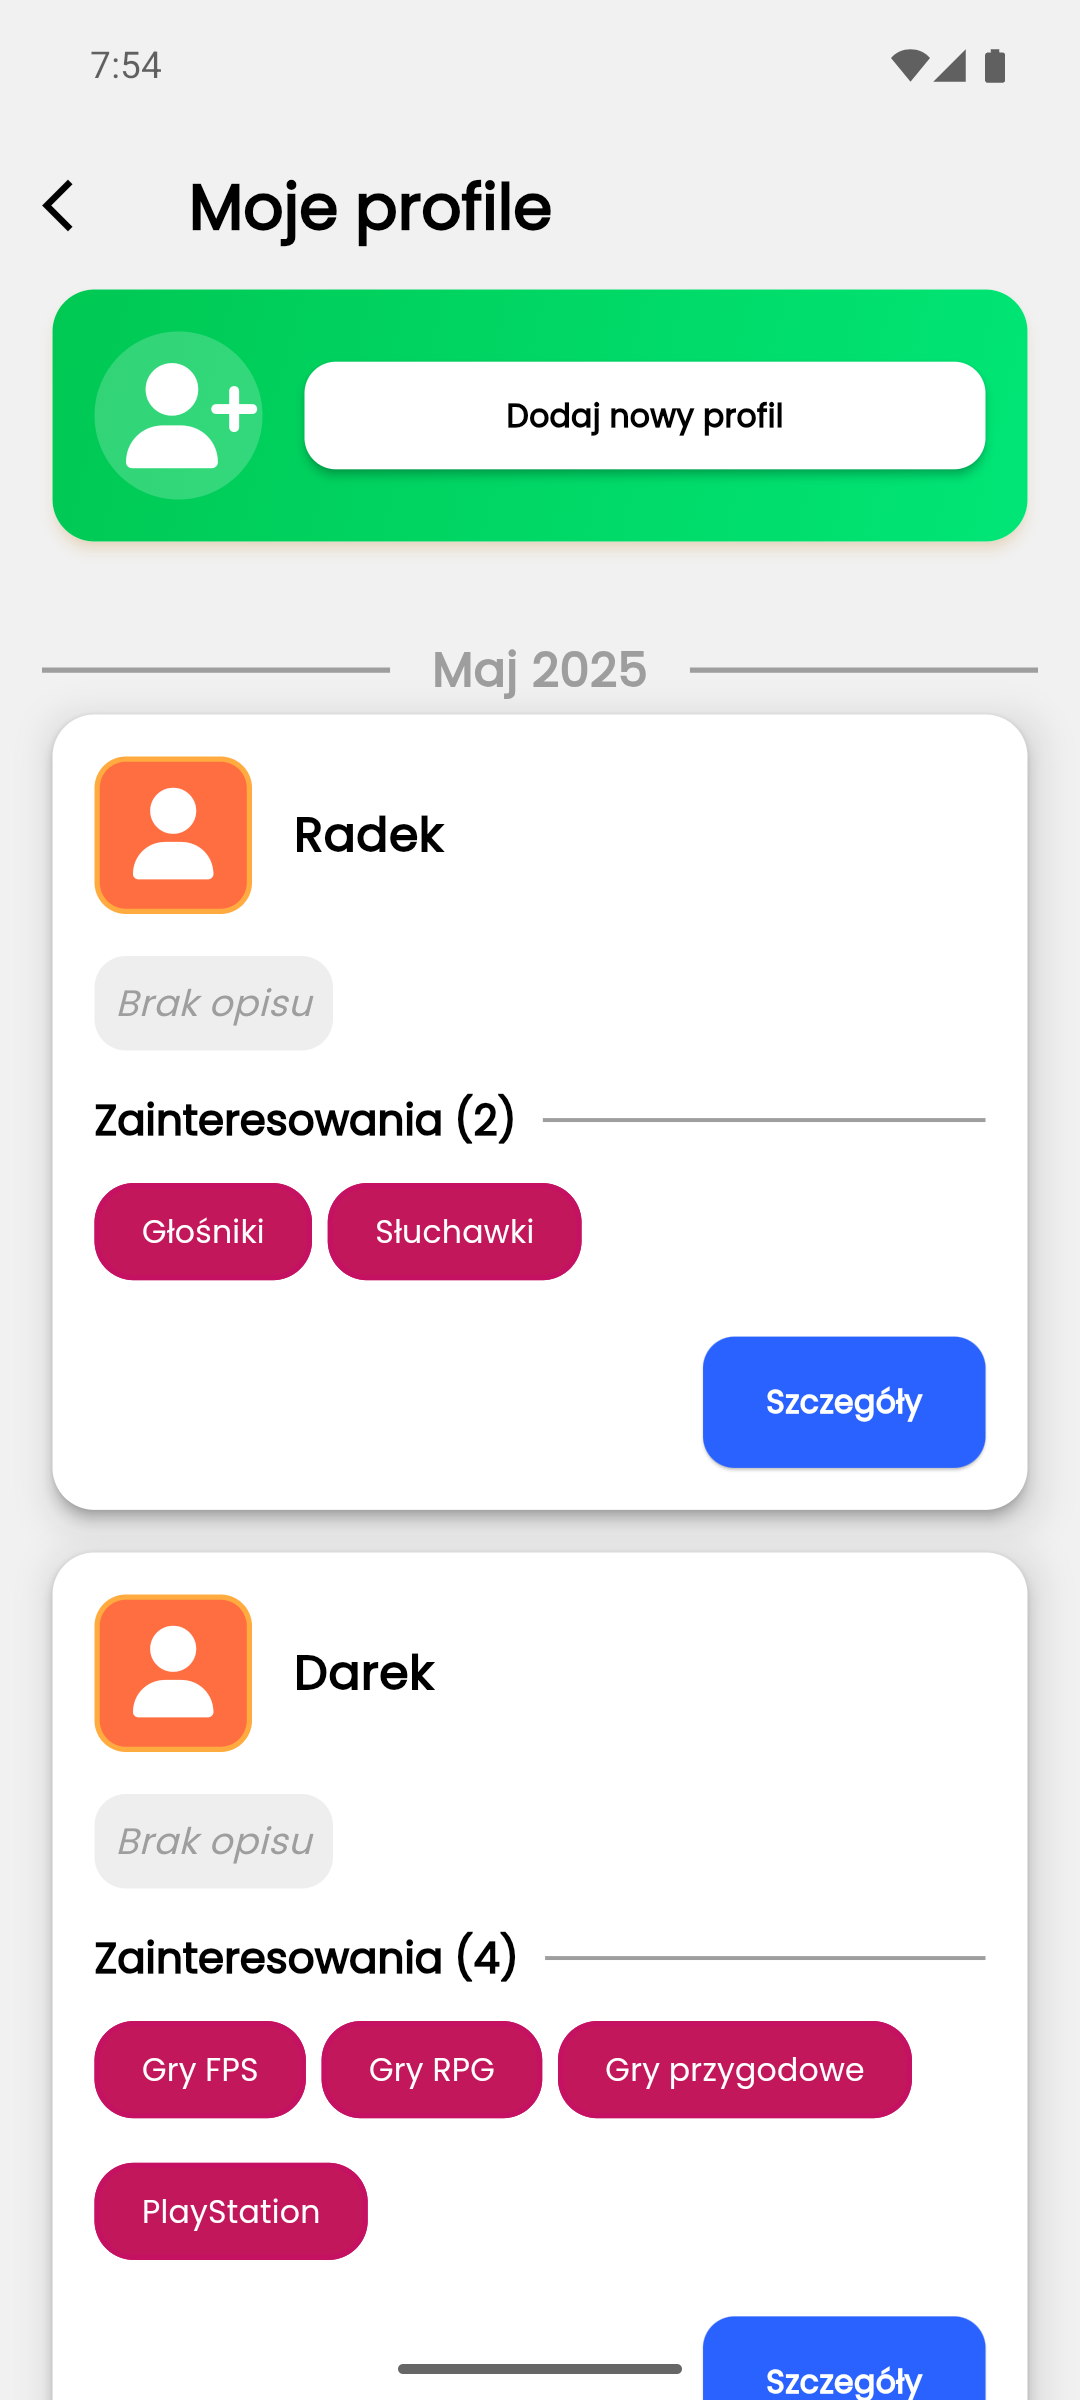 7:54
Moje profile
Dodaj nowy profil
Maj 2025
Radek
Brak opisu
Zainteresowania (2)
Głośniki Słuchawki
Szczegóły
Darek
Brak opisu
Zainteresowania (4)
Gry FPS Gry RPG Gry przygodowe
PlayStation
Szczegóły